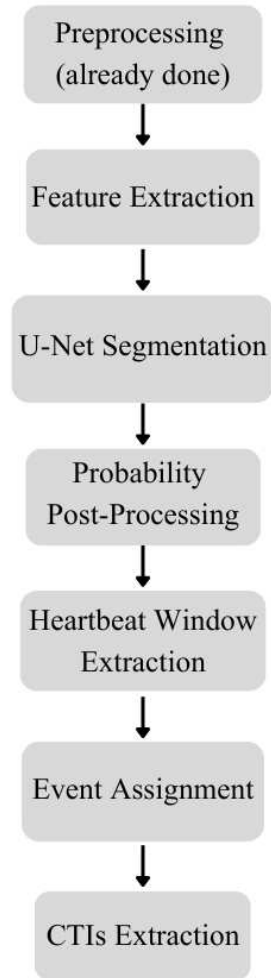 Preprocessing
(already done)
Feature Extraction
U-Net Segmentation
Probability
Post-Processing
Heartbeat Window
Extraction
Event Assignment
CTIs Extraction